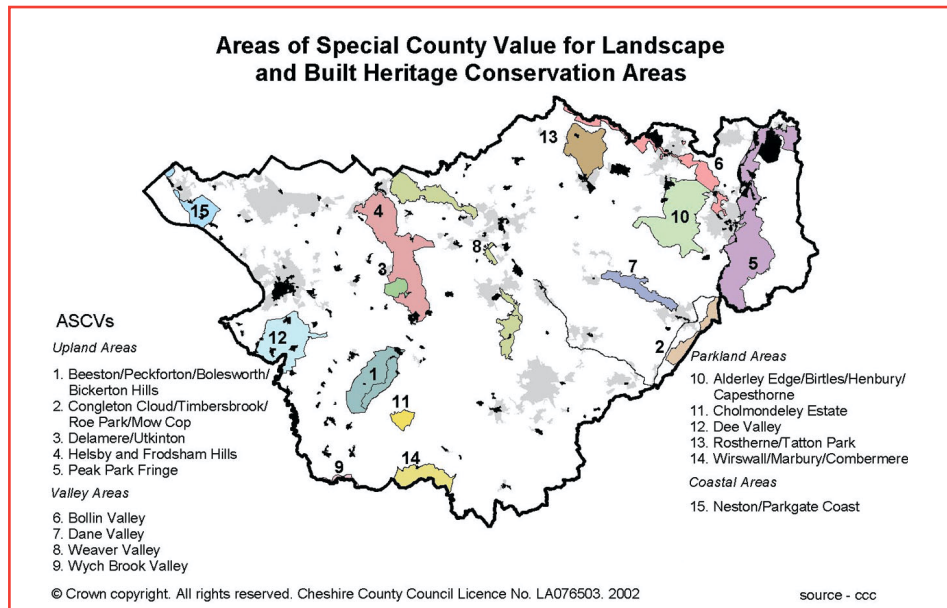 Areas of Special County Value for Landscape
and Built Heritage Conservation Areas
13
6
15
4
10
8
3
7
5
12
2
1
11
14
9
ASCVs
Upland Areas
1. Beeston/Peckforton/Bolesworth/
Bickerton Hills
2. Congleton Cloud/Timbersbrook/
Roe Park/Mow Cop
3. Delamere/Utkinton
4. Helsby and Frodsham Hills
5. Peak Park Fringe
Valley Areas
6. Bollin Valley
7. Dane Valley
8. Weaver Valley
9. Wych Brook Valley
Parkland Areas
10. Alderley Edge/Birtles/Henbury/
Capesthorne
11. Cholmondeley Estate
12. Dee Valley
13. Rostherne/Tatton Park
14. Wirswall/Marbury/Combermere
Coastal Areas
15. Neston/Parkgate Coast
© Crown copyright. All rights reserved. Cheshire County Council Licence No. LA076503. 2002
source - ccc